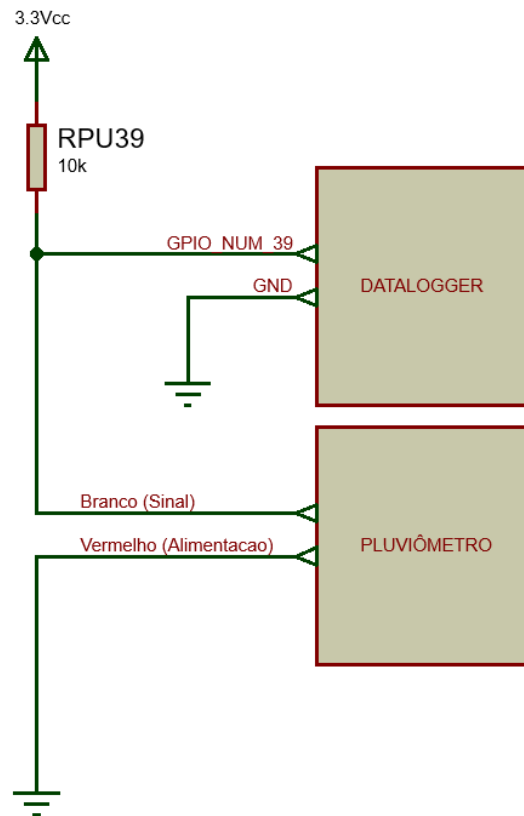 3.3Vcc
RPU39
10k
GPIO_NUM_39
GND
DATALOGGER
Branco (Sinal)
Vermelho (Alimentacao)
PLUVIÔMETRO